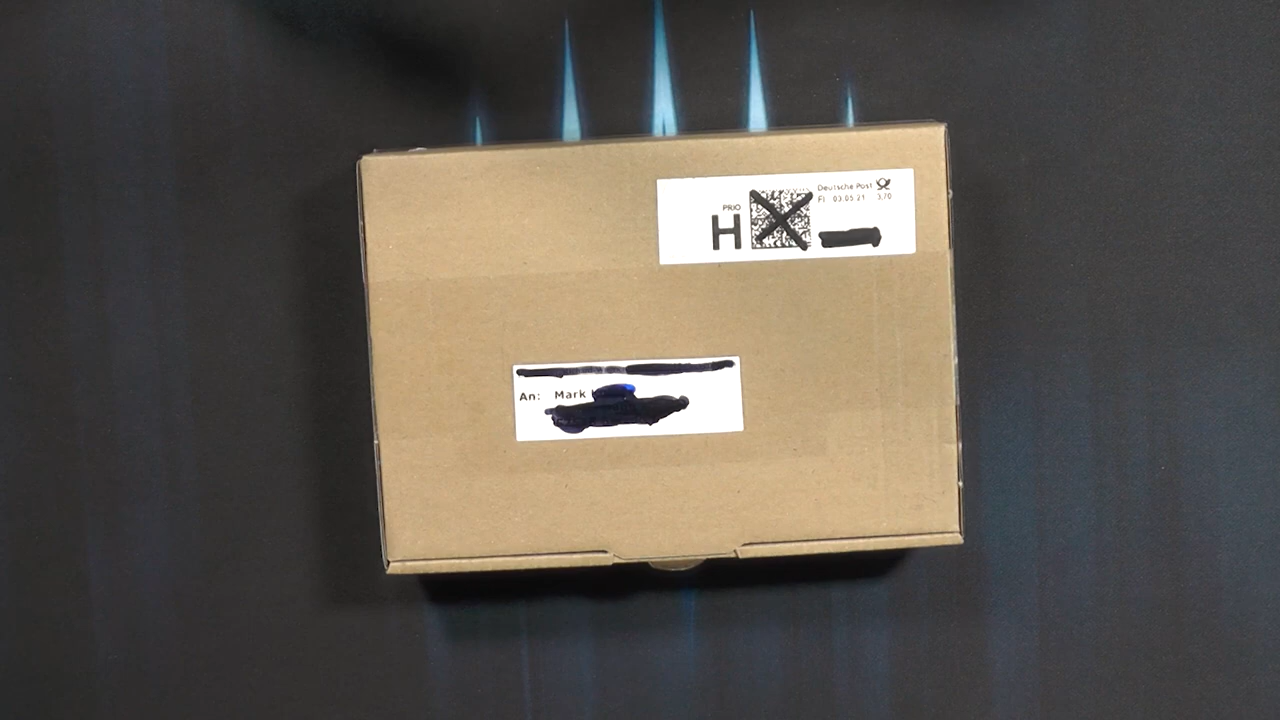 Deutsche Post
PRIO
FI 03.05 21 3,70
H
An: Mark